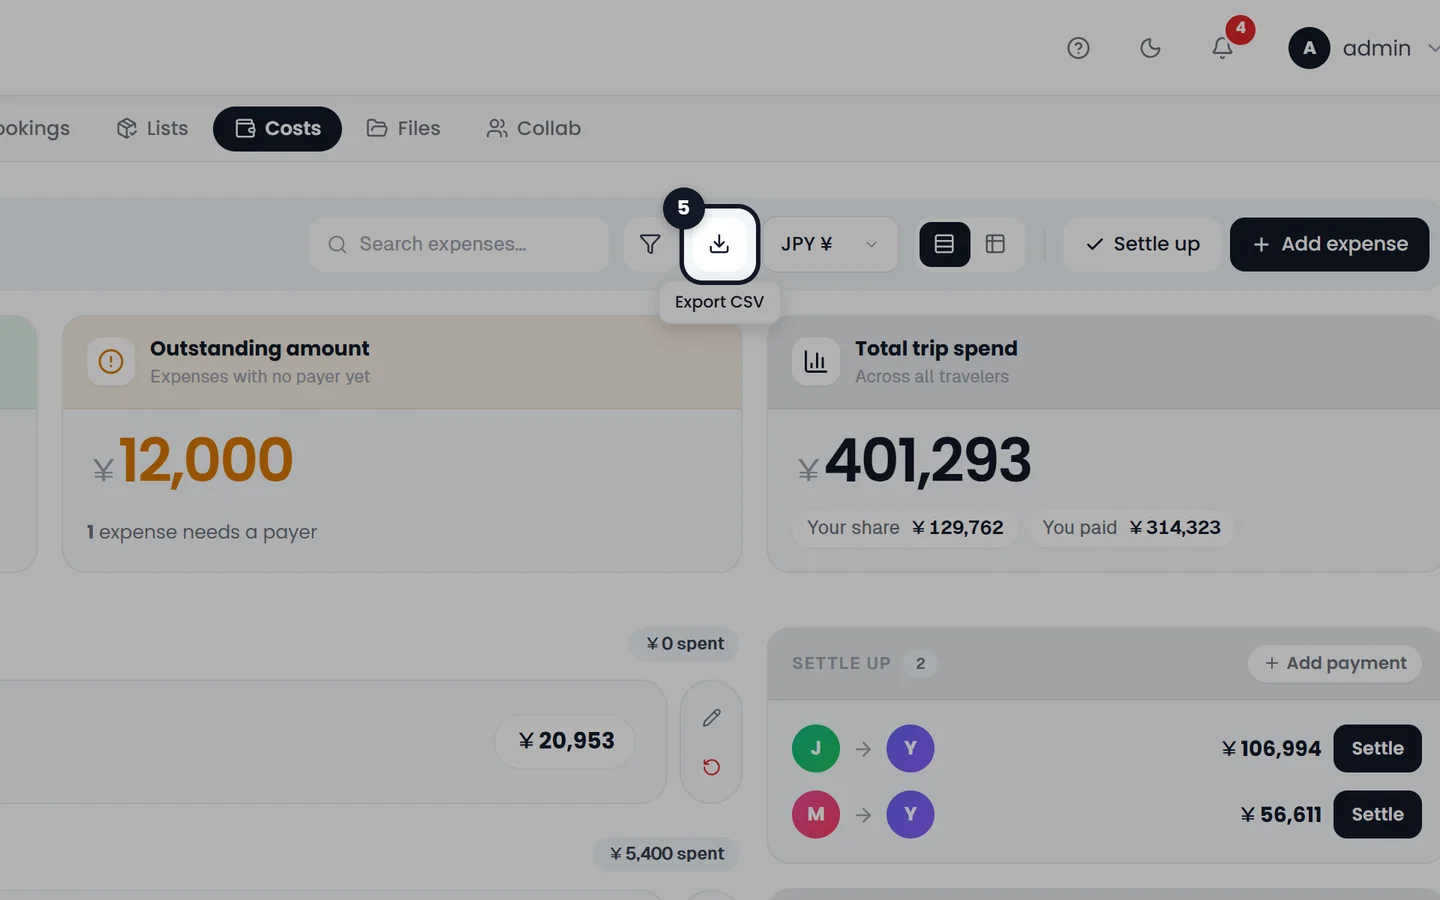 4
A admin
ookings Lists Costs Files Collab
5
Search expenses... JPY ¥ Settle up + Add expense
Export CSV
Outstanding amount
Expenses with no payer yet
¥12,000
1 expense needs a payer
Total trip spend
Across all travelers
¥401,293
Your share ¥129,762 You paid ¥314,323
¥0 spent
¥20,953
¥5,400 spent
SETTLE UP 2 + Add payment
J → Y ¥106,994 Settle
M → Y ¥56,611 Settle